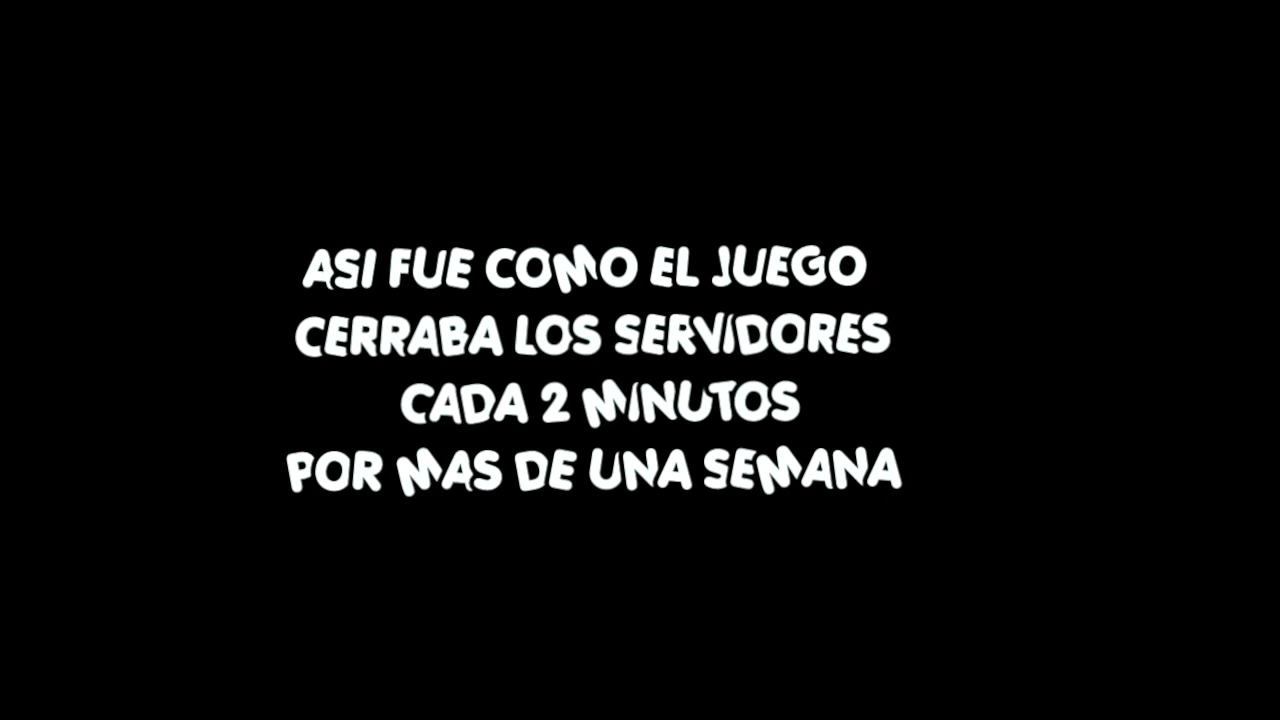 ASI FUE COMO EL JUEGO
CERRABA LOS SERVIDORES
CADA 2 MINUTOS
POR MAS DE UNA SEMANA